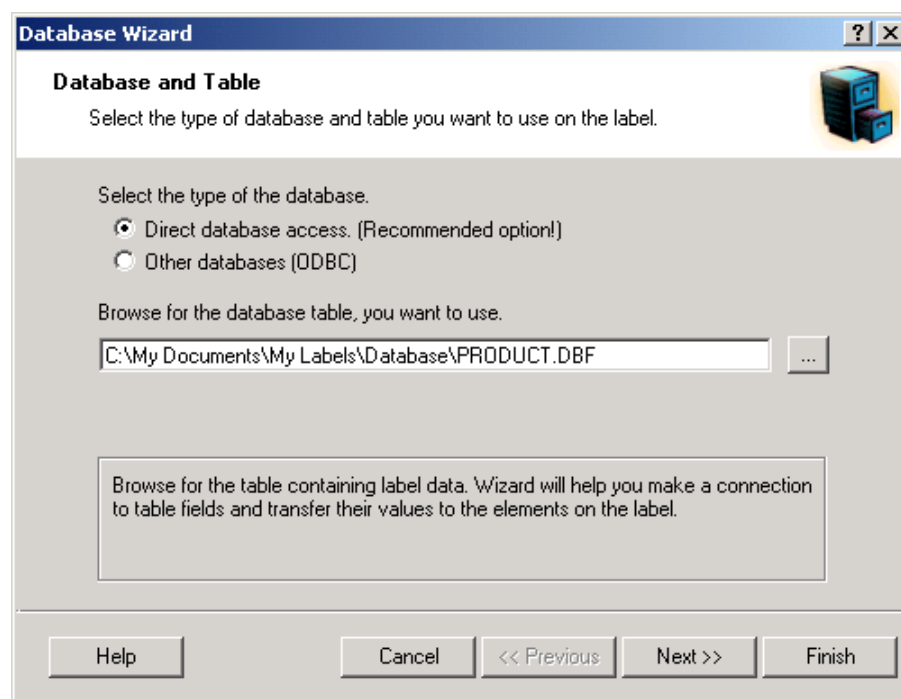 Database Wizard
Database and Table
Select the type of database and table you want to use on the label.
Select the type of the database.
Direct database access. (Recommended option!)
Other databases (ODBC)
Browse for the database table, you want to use.
C:\My Documents\My Labels\Database\PRODUCT.DBF
...
Browse for the table containing label data. Wizard will help you make a connection
to table fields and transfer their values to the elements on the label.
Help
Cancel
<< Previous
Next >>
Finish